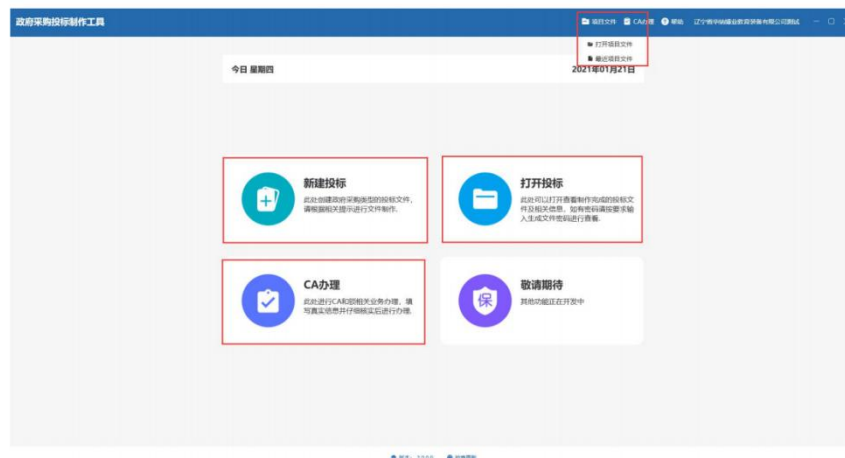 政府采购投标制作工具
项目文件 CA办理 帮助
打开项目文件
最近项目文件
今日 星期四
2021年01月21日
新建投标
此处创建政府采购类型的投标文件，
请根据相关提示进行文件制作.
打开投标
此处可以打开查看制作完成的投标文
件及相关信息，如有密码请按要求输
入生成文件密码进行查看.
CA办理
此处进行CA和锁相关业务办理，填
写真实信息并仔细核实后进行办理.
敬请期待
保
其他功能正在开发中